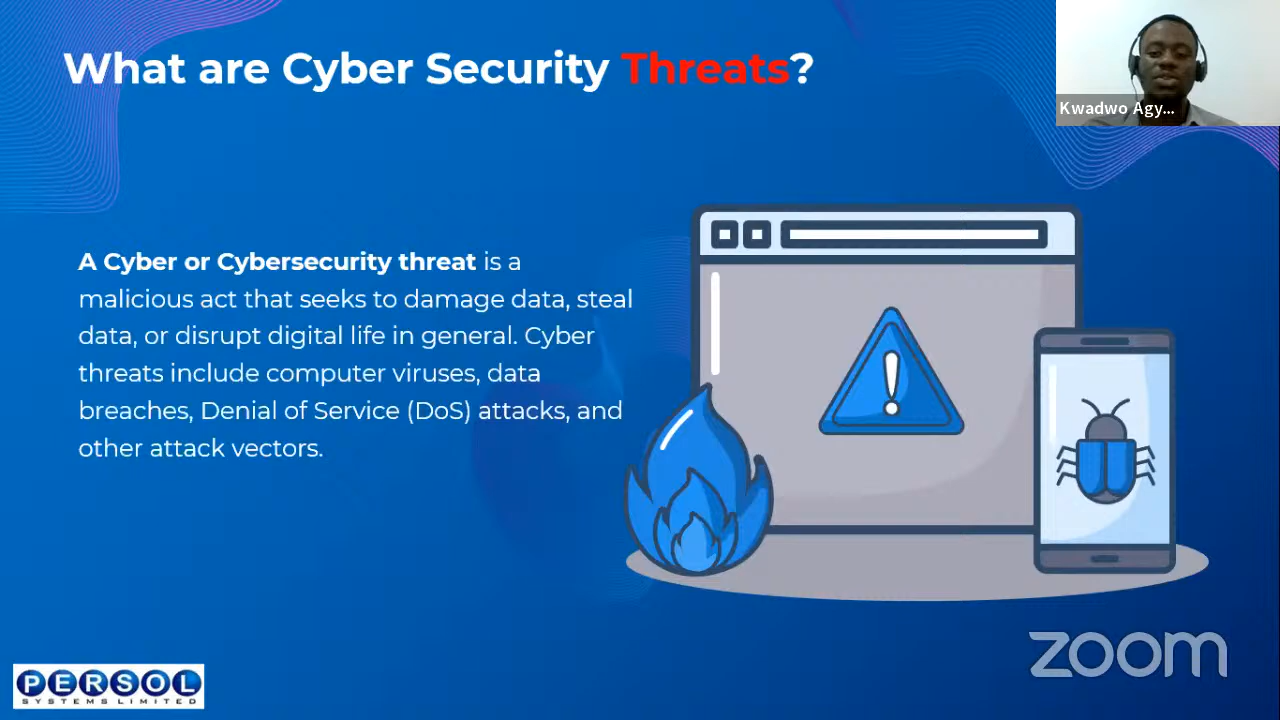 What are Cyber Security Threats?
Kwadwo Agy...
A Cyber or Cybersecurity threat is a
malicious act that seeks to damage data, steal
data, or disrupt digital life in general. Cyber
threats include computer viruses, data
breaches, Denial of Service (DoS) attacks, and
other attack vectors.
zoom
PERSOL
SYSTEMS LIMITED